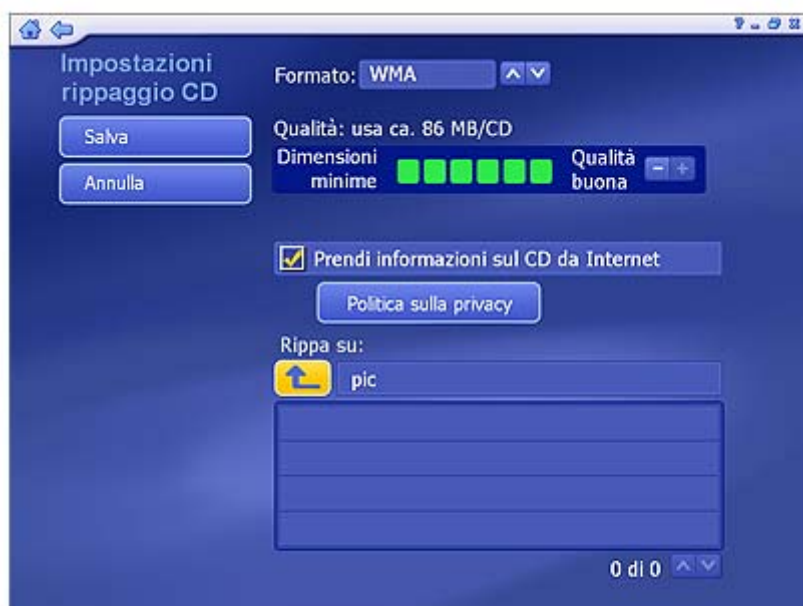 Impostazioni
rippaggio CD
Salva
Annulla
Formato: WMA
Qualità: usa ca. 86 MB/CD
Dimensioni
minime
Qualità
buona
Prendi informazioni sul CD da Internet
Politica sulla privacy
Rippa su:
pic
0 di 0